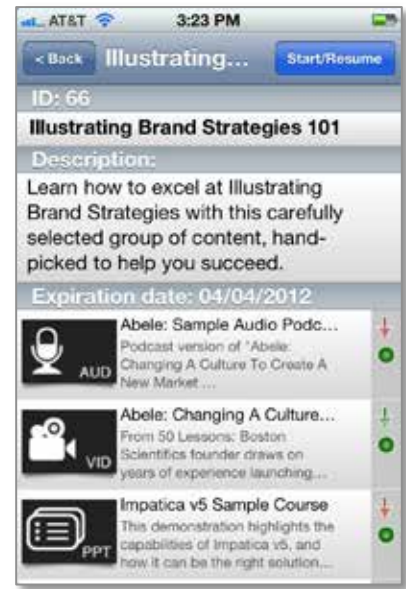 AT&T 3:23 PM
< Back Illustrating... Start/Resume
ID: 66
Illustrating Brand Strategies 101
Description:
Learn how to excel at Illustrating
Brand Strategies with this carefully
selected group of content, hand-
picked to help you succeed.
Expiration date: 04/04/2012
Abele: Sample Audio Podc...
Podcast version of "Abele:
Changing A Culture To Create A
New Market ...
AUD
Abele: Changing A Culture...
From 50 Lessons: Boston
Scientifics founder draws on
years of experience launching...
VID
Impatica v5 Sample Course
This demonstration highlights the
capabilities of Impatica v5, and
how it can be the right solution...
PPT